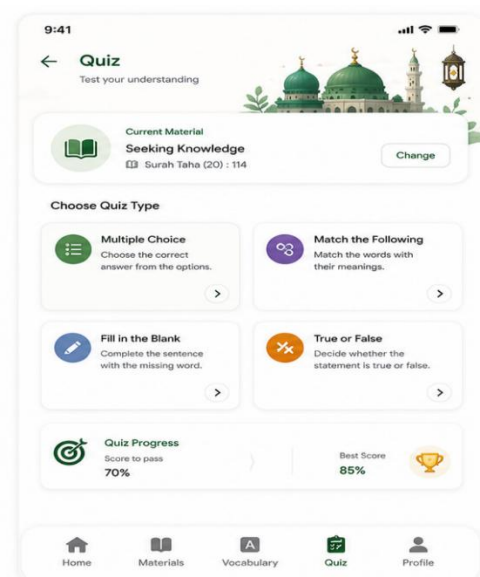 9:41
Quiz
Test your understanding
Current Material
Seeking Knowledge
Surah Taha (20) : 114
Change
Choose Quiz Type
Multiple Choice
Choose the correct
answer from the options.
Match the Following
Match the words with
their meanings.
Fill in the Blank
Complete the sentence
with the missing word.
True or False
Decide whether the
statement is true or false.
Quiz Progress
Score to pass
70%
Best Score
85%
Home
Materials
A
Vocabulary
Quiz
Profile